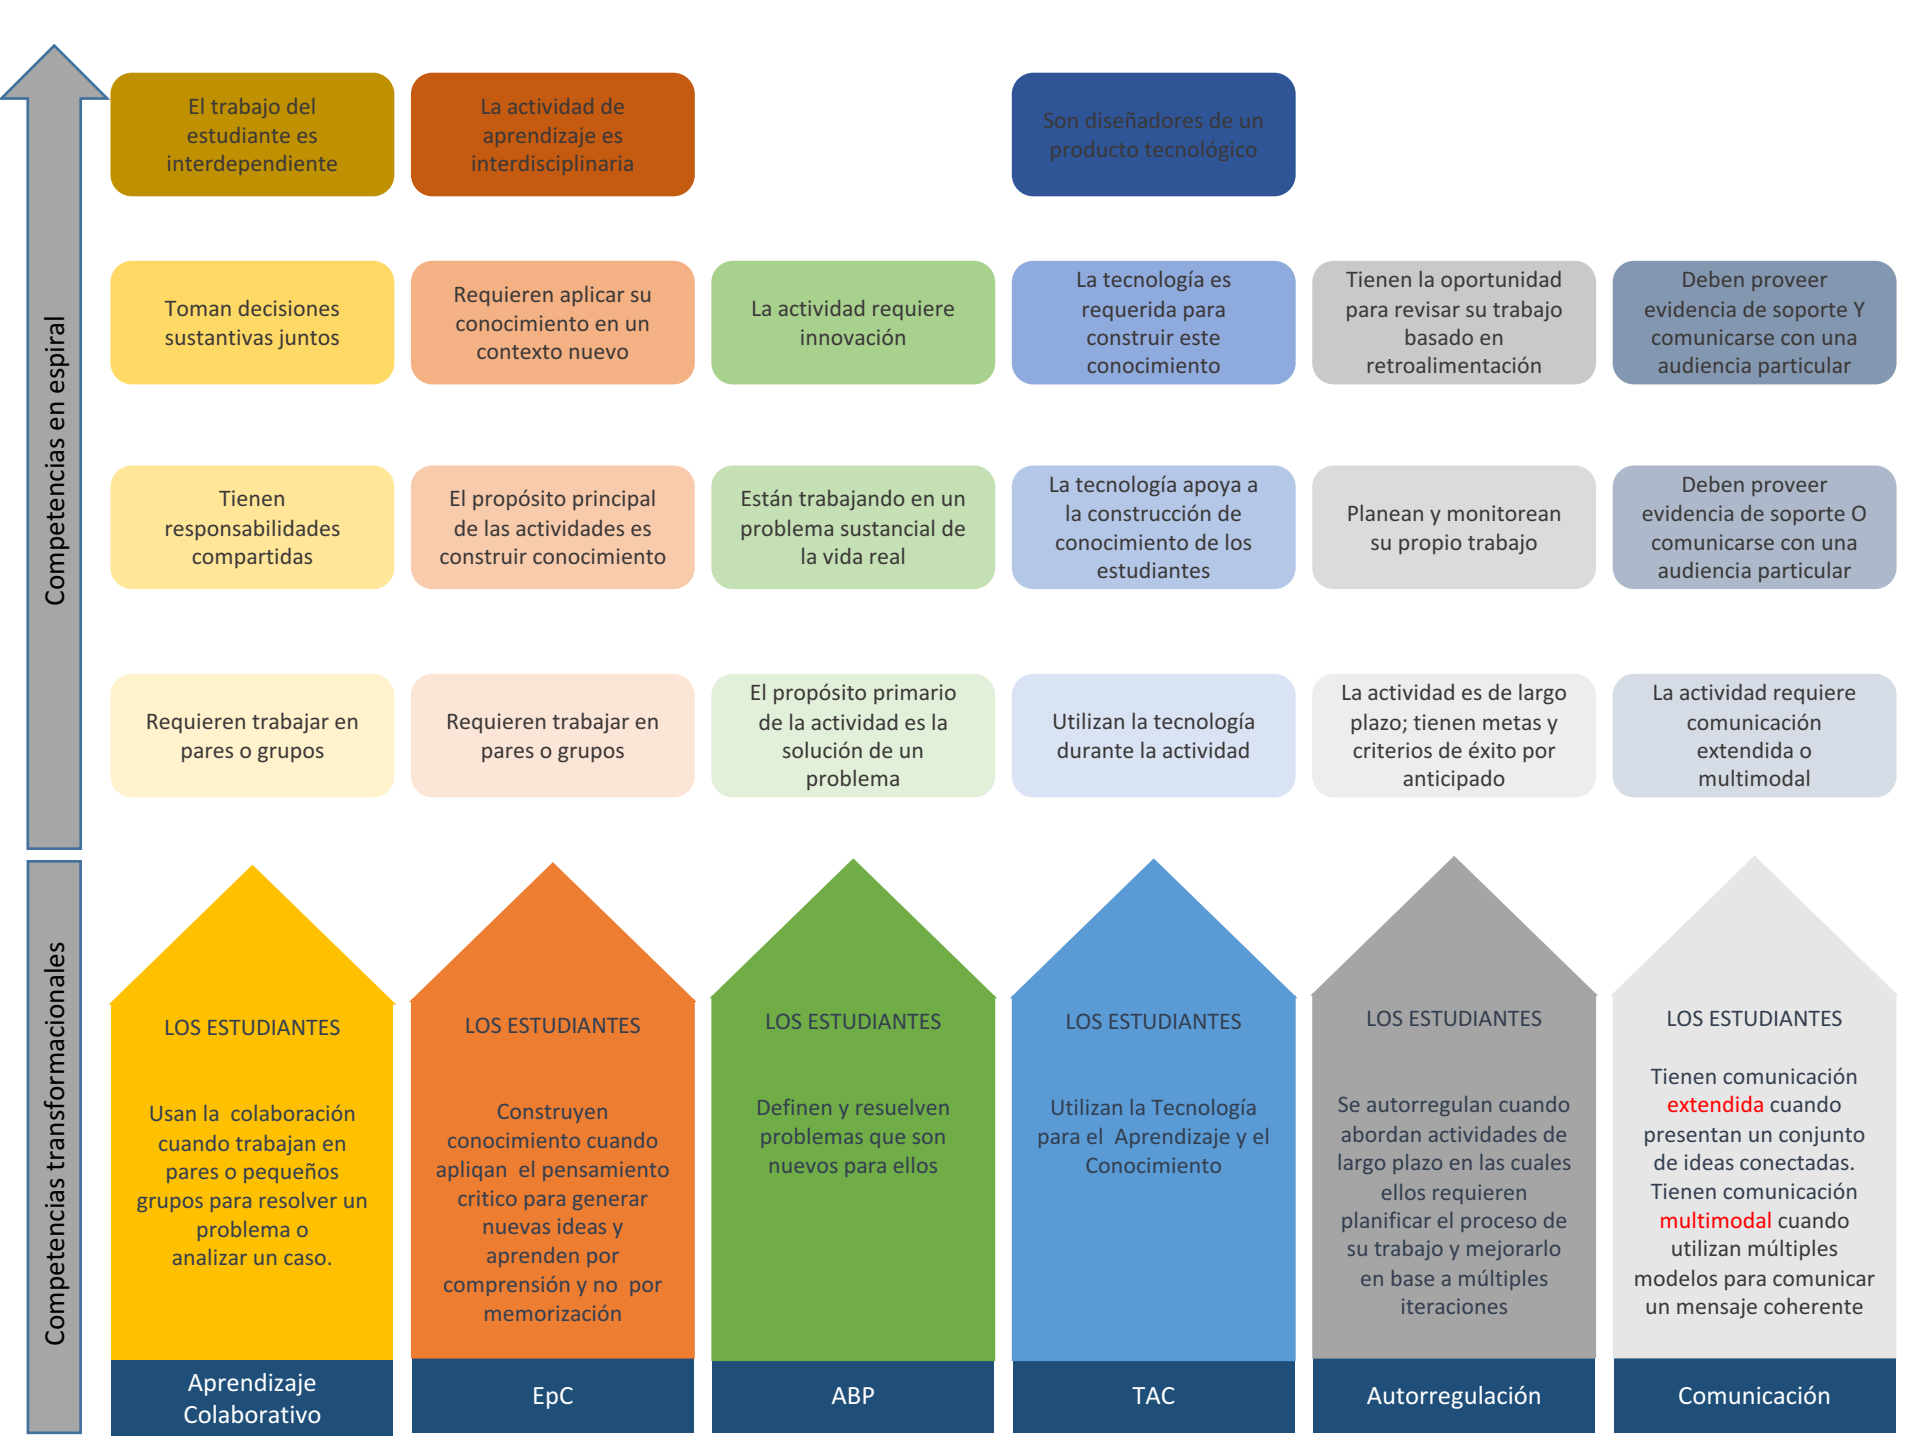 El trabajo del
estudiante es
interdependiente
La actividad de
aprendizaje es
interdisciplinaria
Son diseñadores de un
producto tecnológico
Competencias en espiral
Toman decisiones
sustantivas juntos
Requieren aplicar su
conocimiento en un
contexto nuevo
La actividad requiere
innovación
La tecnología es
requerida para
construir este
conocimiento
Tienen la oportunidad
para revisar su trabajo
basado en
retroalimentación
Deben proveer
evidencia de soporte Y
comunicarse con una
audiencia particular
Tienen
responsabilidades
compartidas
El propósito principal
de las actividades es
construir conocimiento
Están trabajando en un
problema sustancial de
la vida real
La tecnología apoya a
la construcción de
conocimiento de los
estudiantes
Planean y monitorean
su propio trabajo
Deben proveer
evidencia de soporte O
comunicarse con una
audiencia particular
Requieren trabajar en
pares o grupos
Requieren trabajar en
pares o grupos
El propósito primario
de la actividad es la
solución de un
problema
Utilizan la tecnología
durante la actividad
La actividad es de largo
plazo; tienen metas y
criterios de éxito por
anticipado
La actividad requiere
comunicación
extendida o
multimodal
Competencias transformacionales
LOS ESTUDIANTES
Usan la colaboración
cuando trabajan en
pares o pequeños
grupos para resolver un
problema o
analizar un caso.
LOS ESTUDIANTES
Construyen
conocimiento cuando
apliqan el pensamiento
critico para generar
nuevas ideas y
aprenden por
comprensión y no por
memorización
LOS ESTUDIANTES
Definen y resuelven
problemas que son
nuevos para ellos
LOS ESTUDIANTES
Utilizan la Tecnología
para el Aprendizaje y el
Conocimiento
LOS ESTUDIANTES
Se autorregulan cuando
abordan actividades de
largo plazo en las cuales
ellos requieren
planificar el proceso de
su trabajo y mejorarlo
en base a múltiples
iteraciones
LOS ESTUDIANTES
Tienen comunicación
extendida cuando
presentan un conjunto
de ideas conectadas.
Tienen comunicación
multimodal cuando
utilizan múltiples
modelos para comunicar
un mensaje coherente
Aprendizaje
Colaborativo
EpC
ABP
TAC
Autorregulación
Comunicación